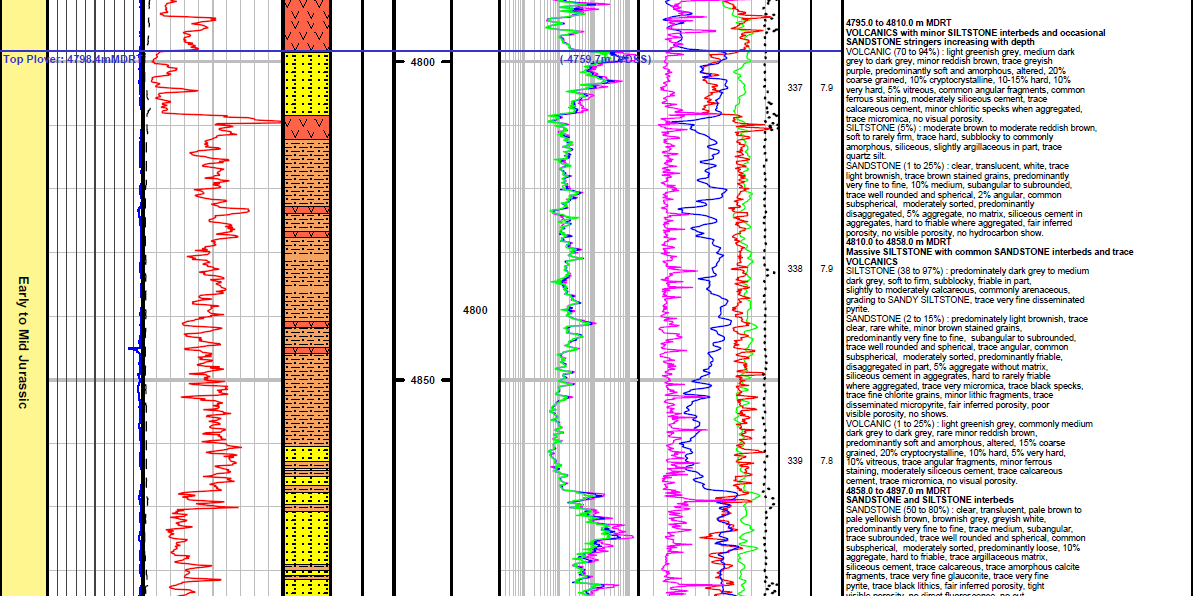 Top Plover: 4798.4mMDRT
(-4759.7mTVDSS)
4800
337
7.9
338
7.9
4800
4850
339
7.8
Early to Mid Jurassic
4795.0 to 4810.0 m MDRT
VOLCANICS with minor SILTSTONE interbeds and occasional
SANDSTONE stringers increasing with depth
VOLCANIC (70 to 94%) : light greenish grey, medium dark
grey to dark grey, minor reddish brown, trace greyish
purple, predominantly soft and amorphous, altered, 20%
coarse grained, 10% cryptocrystalline, 10-15% hard, 10%
very hard, 5% vitreous, common angular fragments, common
ferrous staining, moderately siliceous cement, trace
calcareous cement, minor chloritic specks when aggregated,
trace micromica, no visual porosity.
SILTSTONE (5%) : moderate brown to moderate reddish brown,
soft to rarely firm, trace hard, subblocky to commonly
amorphous, siliceous, slightly argillaceous in part, trace
quartz silt.
SANDSTONE (1 to 25%) : clear, translucent, white, trace
light brownish, trace brown stained grains, predominantly
very fine to fine, 10% medium, subangular to subrounded,
trace well rounded and spherical, 2% angular, common
subspherical, moderately sorted, predominantly
disaggregated, 5% aggregate, no matrix, siliceous cement in
aggregates, hard to friable where aggregated, fair inferred
porosity, no visible porosity, no hydrocarbon show.
4810.0 to 4858.0 m MDRT
Massive SILTSTONE with common SANDSTONE interbeds and trace
VOLCANICS
SILTSTONE (38 to 97%) : predominately dark grey to medium
dark grey, soft to firm, subblocky, friable in part,
slightly to moderately calcareous, commonly arenaceous,
grading to SANDY SILTSTONE, trace very fine disseminated
pyrite.
SANDSTONE (2 to 15%) : predominately light brownish, trace
clear, rare white, minor brown stained grains,
predominantly very fine to fine, subangular to subrounded,
trace well rounded and spherical, trace angular, common
subspherical, moderately sorted, predominantly friable,
disaggregated in part, 5% aggregate without matrix,
siliceous cement in aggegrates, hard to rarely friable
where aggregated, trace very micromica, trace black specks,
trace fine chlorite grains, minor lithic fragments, trace
disseminated micropyrite, fair inferred porosity, poor
visible porosity, no shows.
VOLCANIC (1 to 25%) : light greenish grey, commonly medium
dark grey to dark grey, rare minor reddish brown,
predominantly soft and amorphous, altered, 15% coarse
grained, 20% cryptocrystalline, 10% hard, 5% very hard,
10% vitreous, trace angular fragments, minor ferrous
staining, moderately siliceous cement, trace calcareous
cement, trace micromica, no visual porosity.
4858.0 to 4897.0 m MDRT
SANDSTONE and SILTSTONE interbeds
SANDSTONE (50 to 80%) : clear, translucent, pale brown to
pale yellowish brown, brownish grey, greyish white,
predominantly very fine to fine, trace medium, subangular,
trace subrounded, trace well rounded and spherical, common
subspherical, moderately sorted, predominantly loose, 10%
aggregate, hard to friable, trace argillaceous matrix,
siliceous cement, trace calcareous, trace amorphous calcite
fragments, trace very fine glauconite, trace very fine
pyrite, trace black lithics, fair inferred porosity, tight
visible porosity, no direct fluorescence, no cut